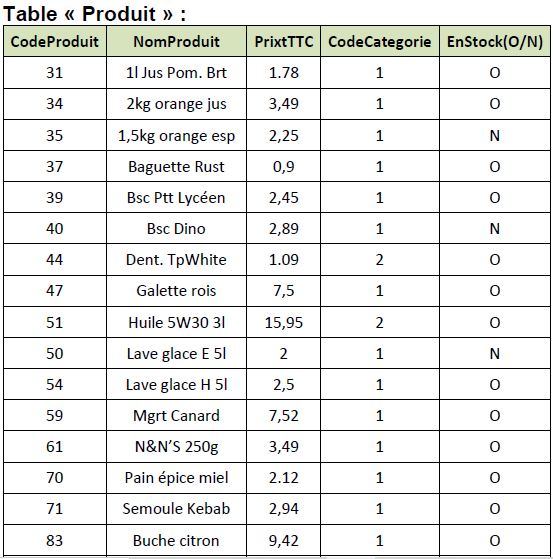 Table « Produit » :
CodeProduit NomProduit PrixtTTC CodeCategorie EnStock(O/N)
31 1l Jus Pom. Brt 1.78 1 O
34 2kg orange jus 3,49 1 O
35 1,5kg orange esp 2,25 1 N
37 Baguette Rust 0,9 1 O
39 Bsc Ptt Lycéen 2,45 1 O
40 Bsc Dino 2,89 1 N
44 Dent. TpWhite 1.09 2 O
47 Galette rois 7,5 1 O
51 Huile 5W30 3l 15,95 2 O
50 Lave glace E 5l 2 1 N
54 Lave glace H 5l 2,5 1 O
59 Mgrt Canard 7,52 1 O
61 N&N’S 250g 3,49 1 O
70 Pain épice miel 2.12 1 O
71 Semoule Kebab 2,94 1 O
83 Buche citron 9,42 1 O